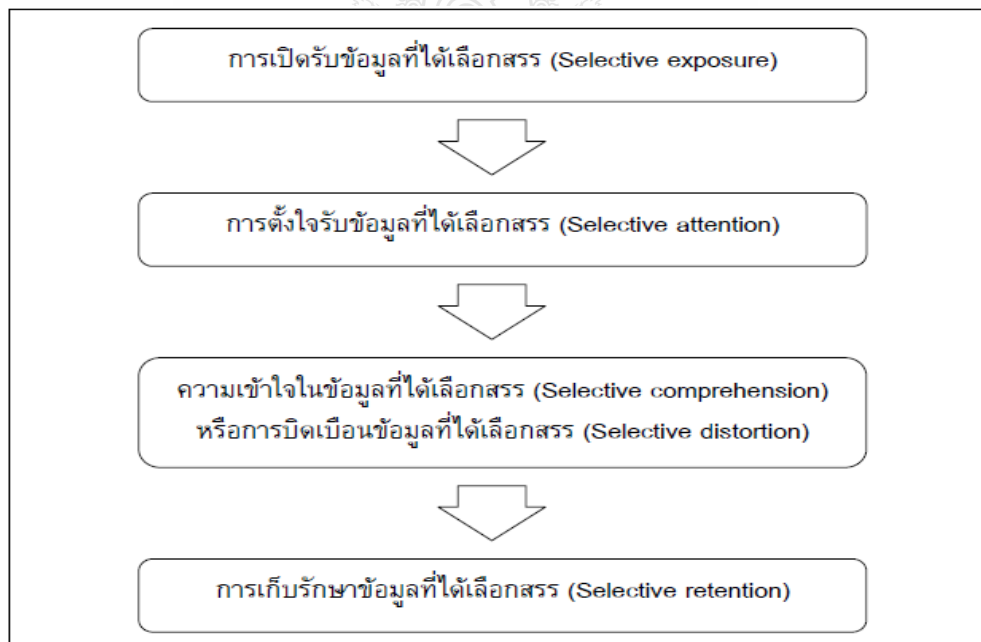 การเปิดรับข้อมูลที่ได้เลือกสรร (Selective exposure)
การตั้งใจรับข้อมูลที่ได้เลือกสรร (Selective attention)
ความเข้าใจในข้อมูลที่ได้เลือกสรร (Selective comprehension)
หรือการบิดเบือนข้อมูลที่ได้เลือกสรร (Selective distortion)
การเก็บรักษาข้อมูลที่ได้เลือกสรร (Selective retention)